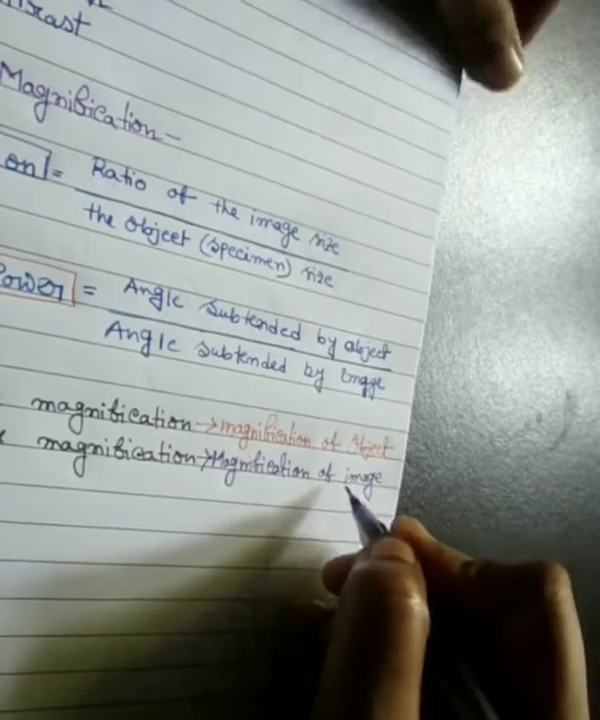 Magnification -
on = Ratio of the image size
the object (specimen) size
Power = Angle subtended by object
Angle subtended by image
magnification → magnification of object
magnification → Magnification of image